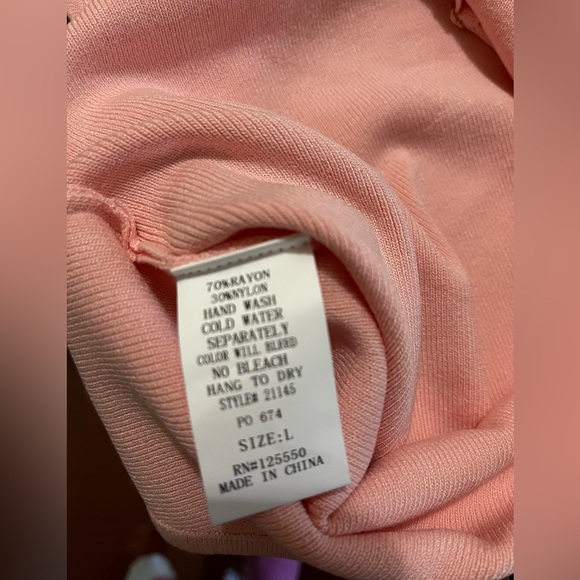 70%RAYON
30%NYLON
HAND WASH
COLD WATER
SEPARATELY
COLOR WILL BLEED
NO BLEACH
HANG TO DRY
STYLE# 21145
PO 674
SIZE:L
RN#125550
MADE IN CHINA